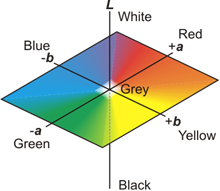 L
White
Red
+a
Blue
-b
Grey
-a
Green
+b
Yellow
Black